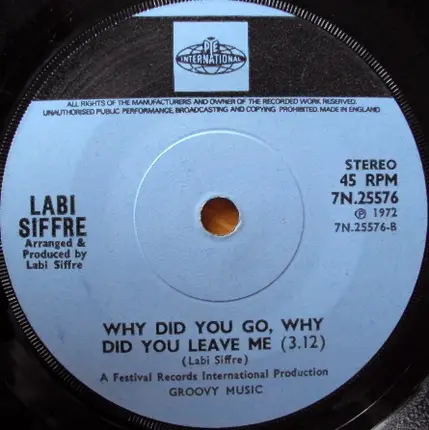 PYE
INTERNATIONAL
ALL RIGHTS OF THE MANUFACTURERS AND OWNER OF THE RECORDED WORK RESERVED.
UNAUTHORISED PUBLIC PERFORMANCE, BROADCASTING AND COPYING PROHIBITED. MADE IN ENGLAND
STEREO
45 RPM
7N.25576
℗ 1972
7N.25576-B
LABI
SIFFRE
Arranged &
Produced by
Labi Siffre
WHY DID YOU GO, WHY
DID YOU LEAVE ME (3.12)
(Labi Siffre)
A Festival Records International Production
GROOVY MUSIC